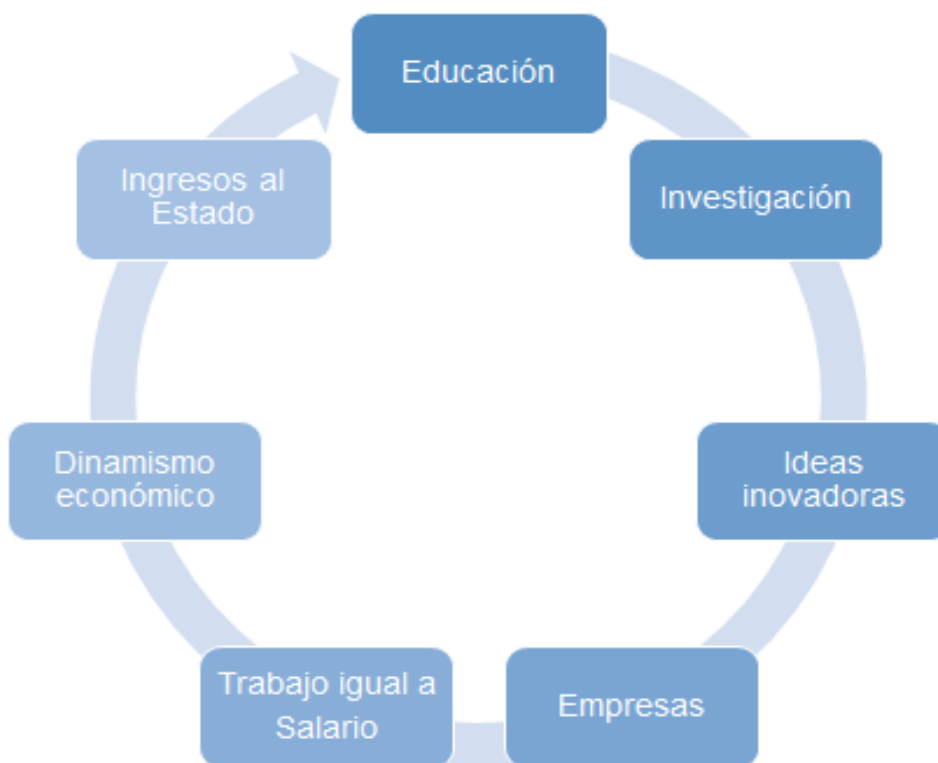 Educación
Investigación
Ideas
inovadoras
Empresas
Trabajo igual a
Salario
Dinamismo
económico
Ingresos al
Estado